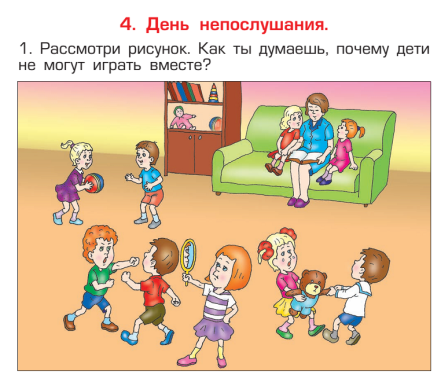 4. День непослушания.
1. Рассмотри рисунок. Как ты думаешь, почему дети
не могут играть вместе?